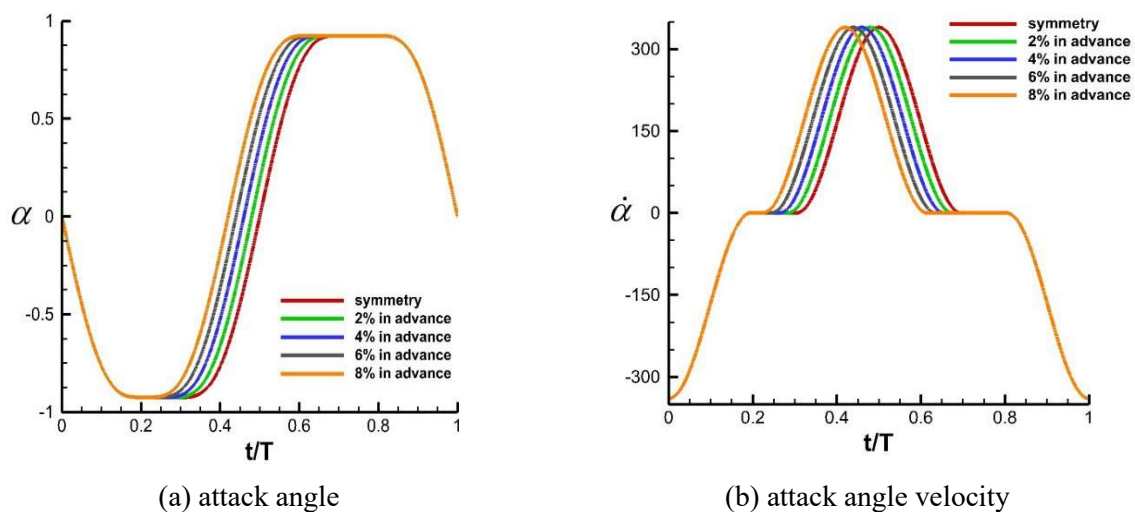 1
0.5
α
0
-0.5
-1
symmetry
2% in advance
4% in advance
6% in advance
8% in advance
0
0.2
0.4
0.6
0.8
1
t/T
(a) attack angle
300
150
α̇
0
-150
-300
symmetry
2% in advance
4% in advance
6% in advance
8% in advance
0
0.2
0.4
0.6
0.8
1
t/T
(b) attack angle velocity